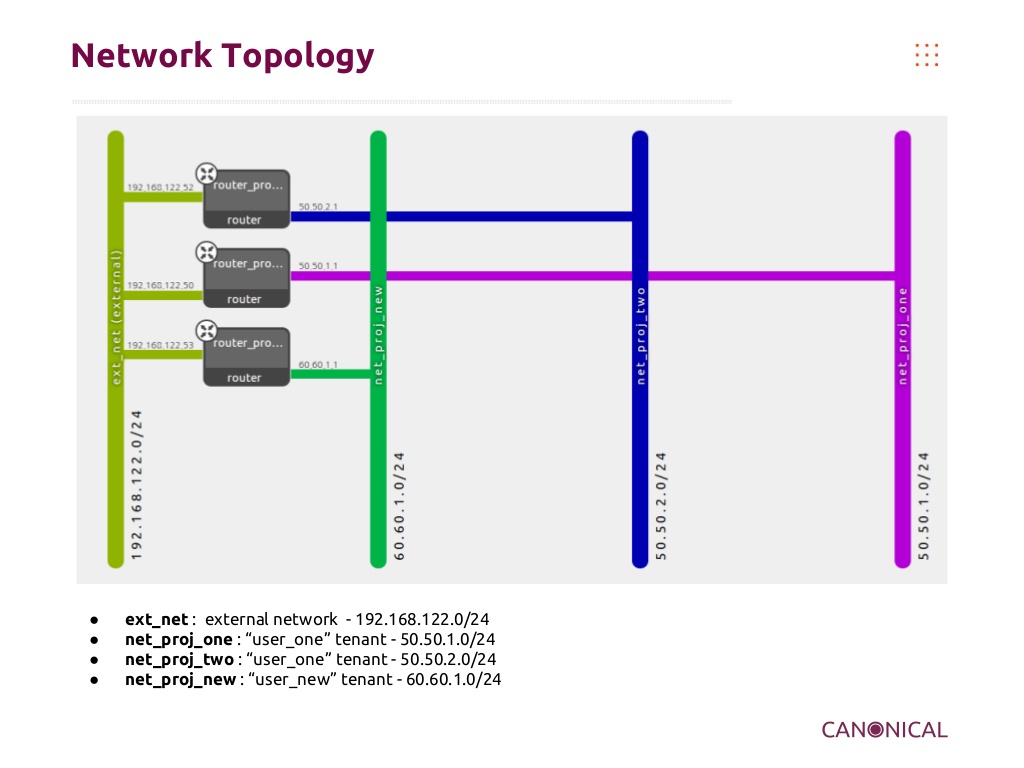 Network Topology
192.168.122.52
router_pro...
router
50.50.2.1
192.168.122.50
router_pro...
router
50.50.1.1
192.168.122.53
router_pro...
router
60.60.1.1
ext_net (external)
192.168.122.0/24
net_proj_new
60.60.1.0/24
net_proj_two
50.50.2.0/24
net_proj_one
50.50.1.0/24
● ext_net : external network - 192.168.122.0/24
● net_proj_one : “user_one” tenant - 50.50.1.0/24
● net_proj_two : “user_one” tenant - 50.50.2.0/24
● net_proj_new : “user_new” tenant - 60.60.1.0/24
CANONICAL